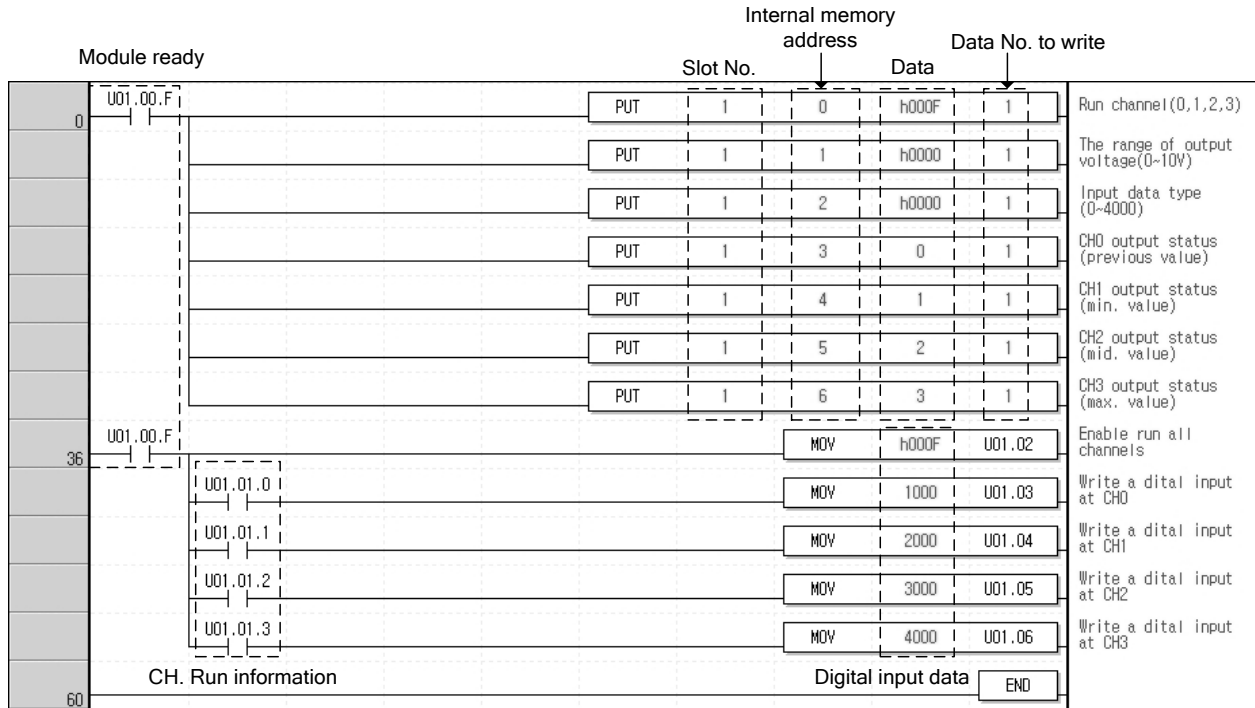 Internal memory
address
Module ready
Data No. to write
Slot No.
Data
U01.00.F
0
PUT 1 0 h000F 1
Run channel(0,1,2,3)
PUT 1 1 h0000 1
The range of output
voltage(0~10V)
PUT 1 2 h0000 1
Input data type
(0~4000)
PUT 1 3 0 1
CH0 output status
(previous value)
PUT 1 4 1 1
CH1 output status
(min. value)
PUT 1 5 2 1
CH2 output status
(mid. value)
PUT 1 6 3 1
CH3 output status
(max. value)
U01.00.F
36
MOV h000F U01.02
Enable run all
channels
U01.01.0
MOV 1000 U01.03
Write a dital input
at CH0
U01.01.1
MOV 2000 U01.04
Write a dital input
at CH1
U01.01.2
MOV 3000 U01.05
Write a dital input
at CH2
U01.01.3
MOV 4000 U01.06
Write a dital input
at CH3
CH. Run information
Digital input data
END
60